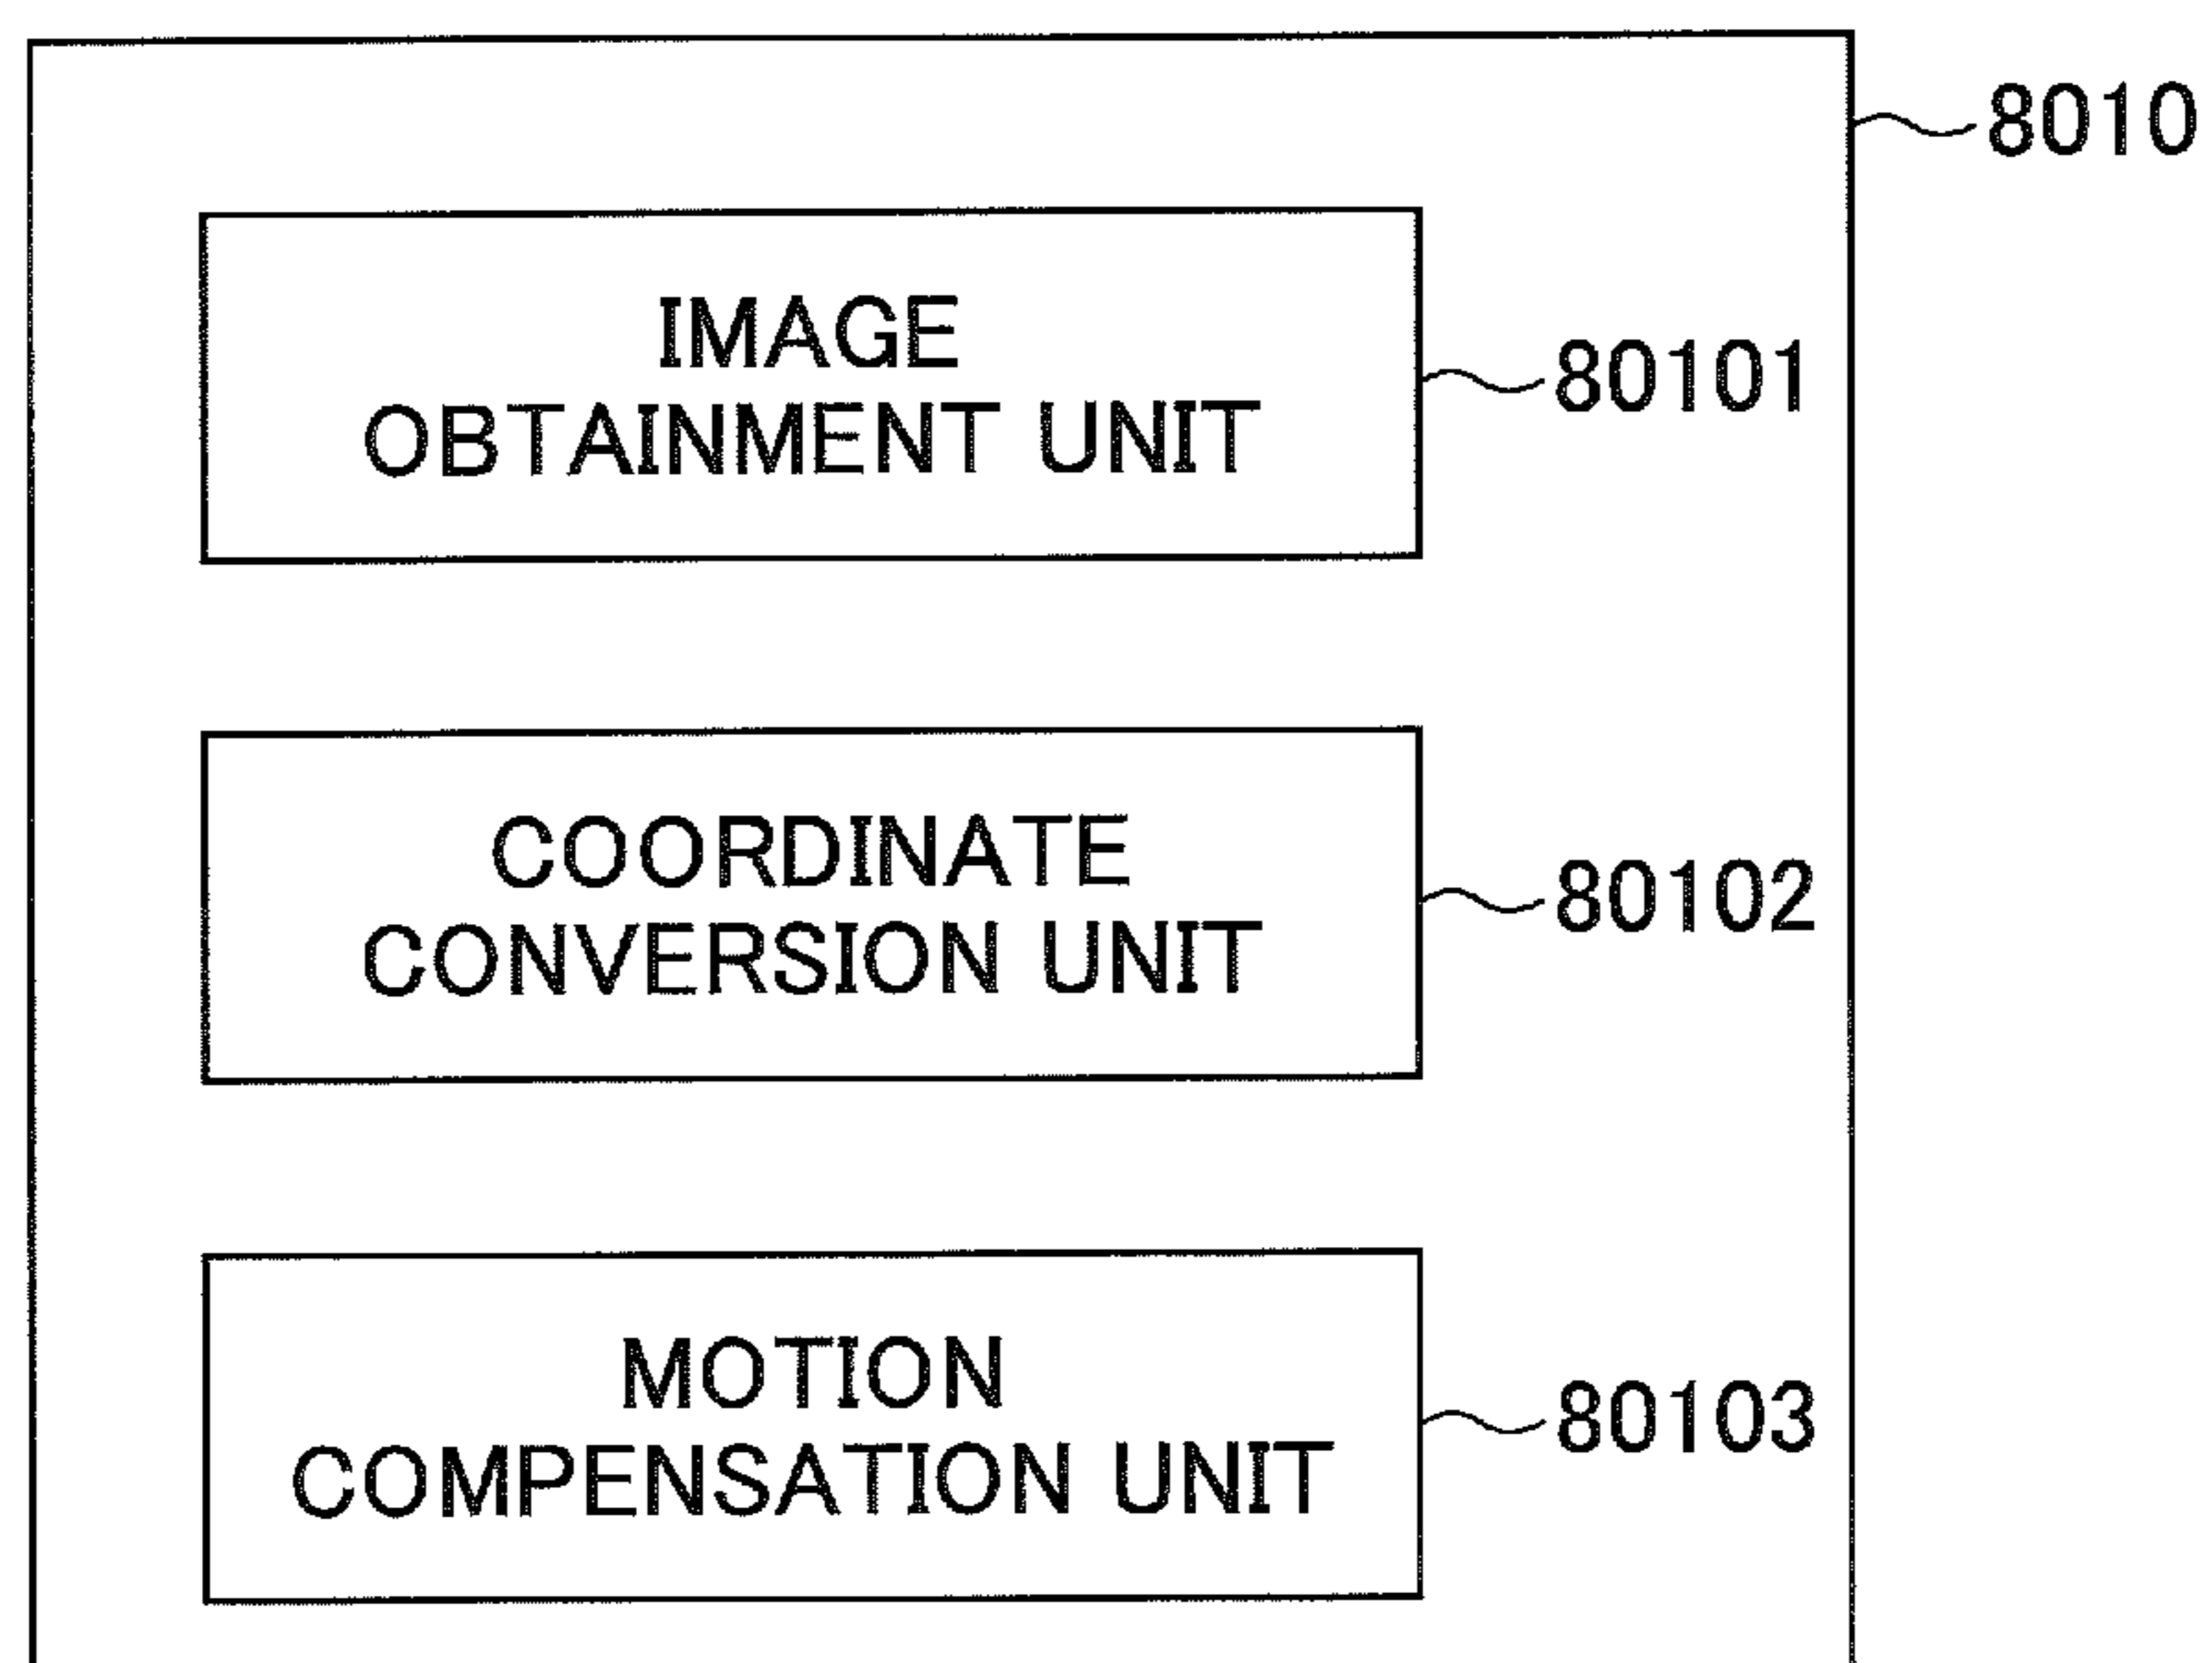 8010
IMAGE
OBTAINMENT UNIT
80101
COORDINATE
CONVERSION UNIT
80102
MOTION
COMPENSATION UNIT
80103